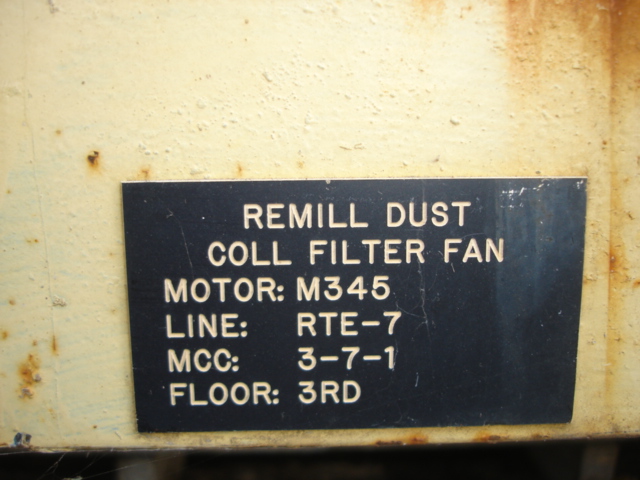 REMILL DUST
COLL FILTER FAN
MOTOR: M345
LINE: RTE-7
MCC: 3-7-1
FLOOR: 3RD